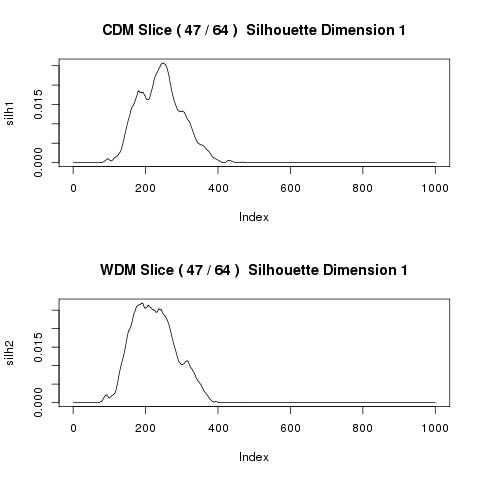 CDM Slice ( 47 / 64 )  Silhouette Dimension 1
silh1
0.015
0.000
0 200 400 600 800 1000
Index
WDM Slice ( 47 / 64 )  Silhouette Dimension 1
silh2
0.015
0.000
0 200 400 600 800 1000
Index